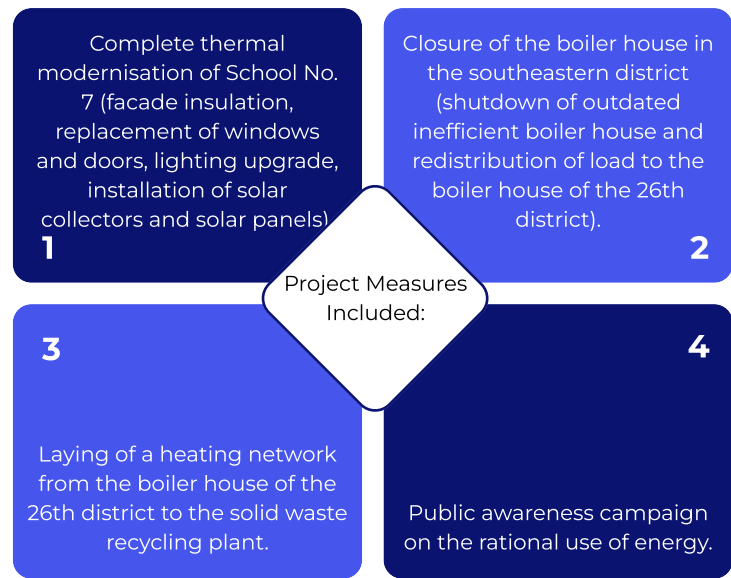 Complete thermal
modernisation of School No.
7 (facade insulation,
replacement of windows
and doors, lighting upgrade,
installation of solar
collectors and solar panels)
1
Closure of the boiler house in
the southeastern district
(shutdown of outdated
inefficient boiler house and
redistribution of load to the
boiler house of the 26th
district).
2
Project Measures
Included:
3
Laying of a heating network
from the boiler house of the
26th district to the solid waste
recycling plant.
4
Public awareness campaign
on the rational use of energy.